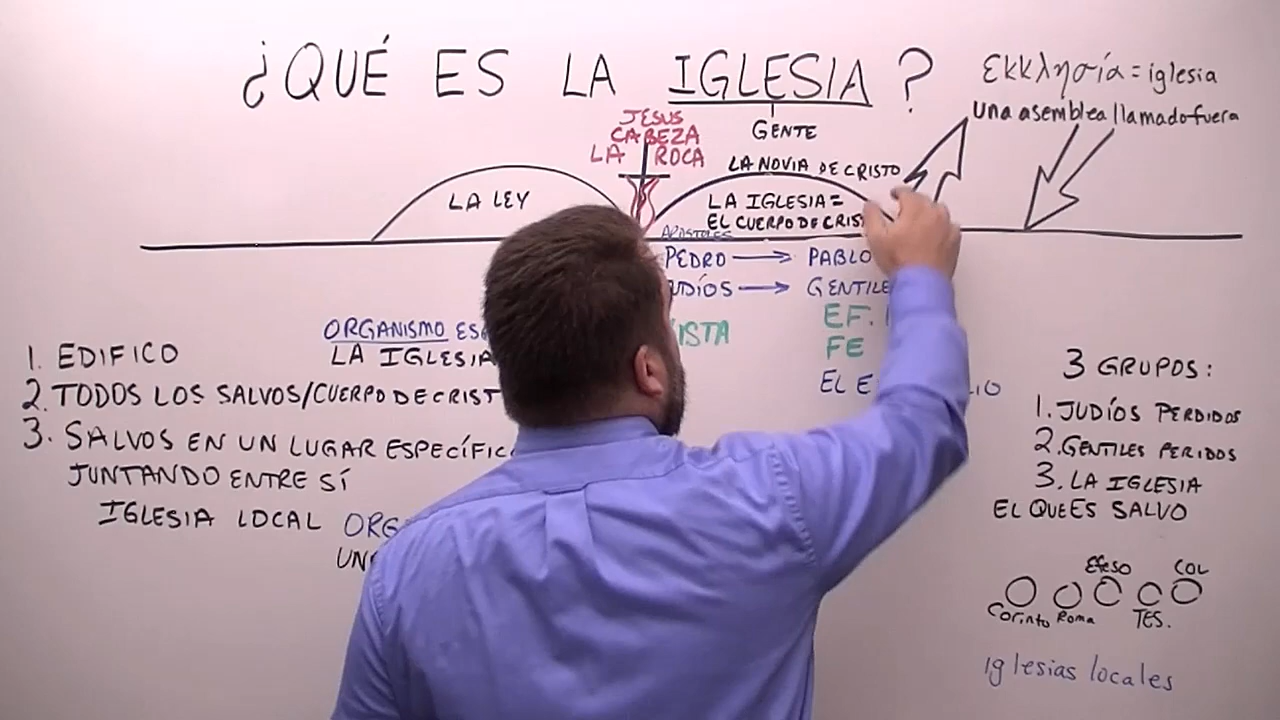 ¿QUÉ ES LA IGLESIA?
εκκλησία = iglesia
una asemblea llamado fuera
GENTE
JESUS
CABEZA
LA ROCA
LA NOVIA DE CRISTO
LA LEY
LA IGLESIA =
EL CUERPO DE CRIS
APASTOLES
PEDRO → PABLO
UDÍOS → GENTILE
ISTA
EF.
FE
EL E LIO
ORGANISMO ES
LA IGLESIA
1. EDIFICO
2. TODOS LOS SALVOS/CUERPO DE CRIST
3. SALVOS EN UN LUGAR ESPECÍFIC
JUNTANDO ENTRE SÍ
IGLESIA LOCAL ORG
UN
3 GRUPOS:
1. JUDÍOS PERDIDOS
2. GENTILES PERIDOS
3. LA IGLESIA
EL QUE ES SALVO
Efeso COL
Corinto Roma TES.
iglesias locales